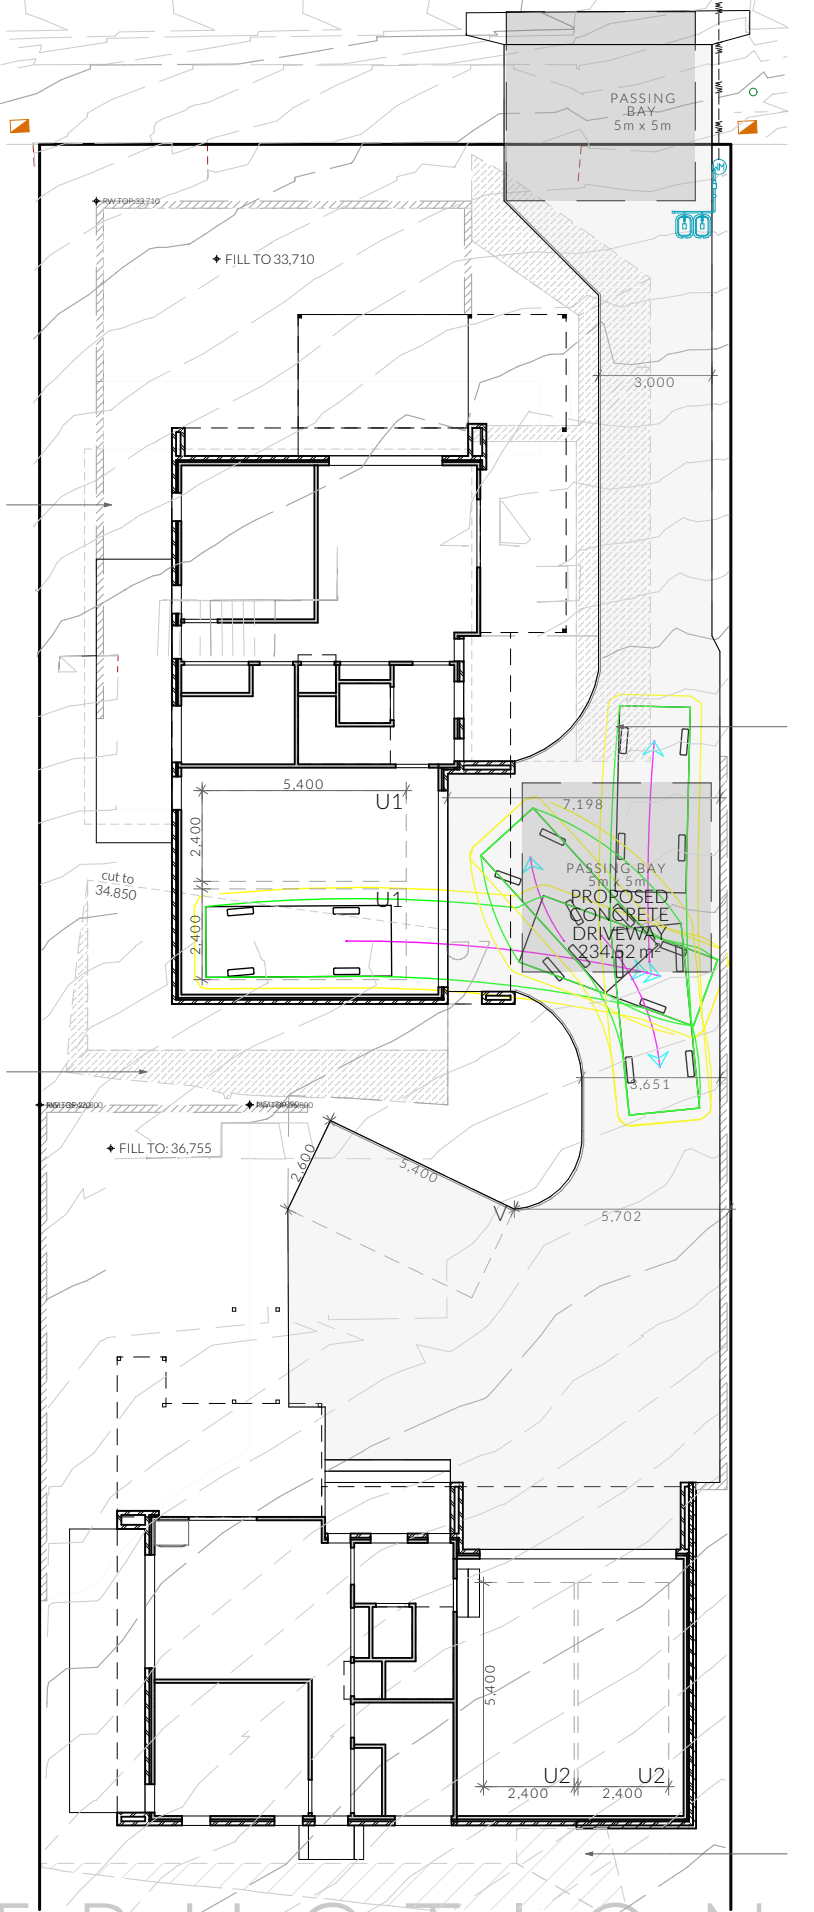 PASSING
BAY
5m x 5m
WM
RW TOP:33,710
FILL TO 33,710
3,000
5,400
U1
7,198
2,400
PASSING BAY
5m x 5m
cut to
34.850
U1
PROPOSED
CONCRETE
DRIVEWAY
234.52 m²
2,400
3,651
FILL TO: 36,755
2,600
5,400
V
5,702
5,400
U2
U2
2,400
2,400